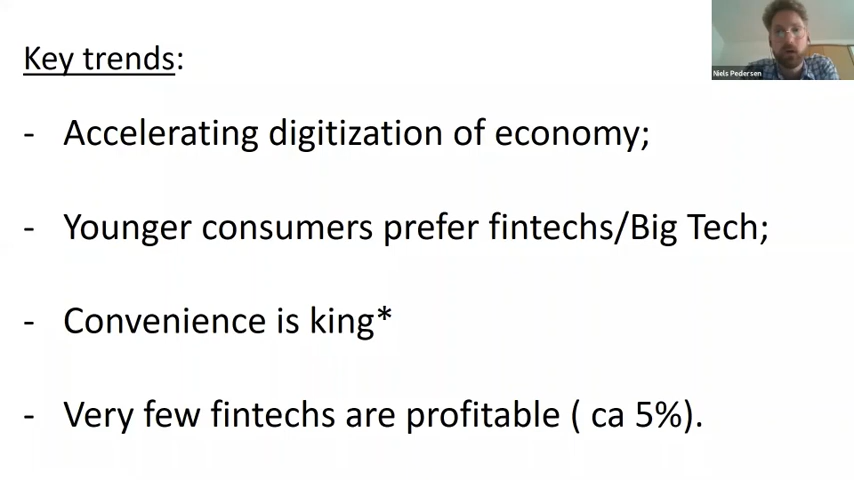 Key trends:
- Accelerating digitization of economy;
- Younger consumers prefer fintechs/Big Tech;
- Convenience is king*
- Very few fintechs are profitable ( ca 5%).
Niels Pedersen